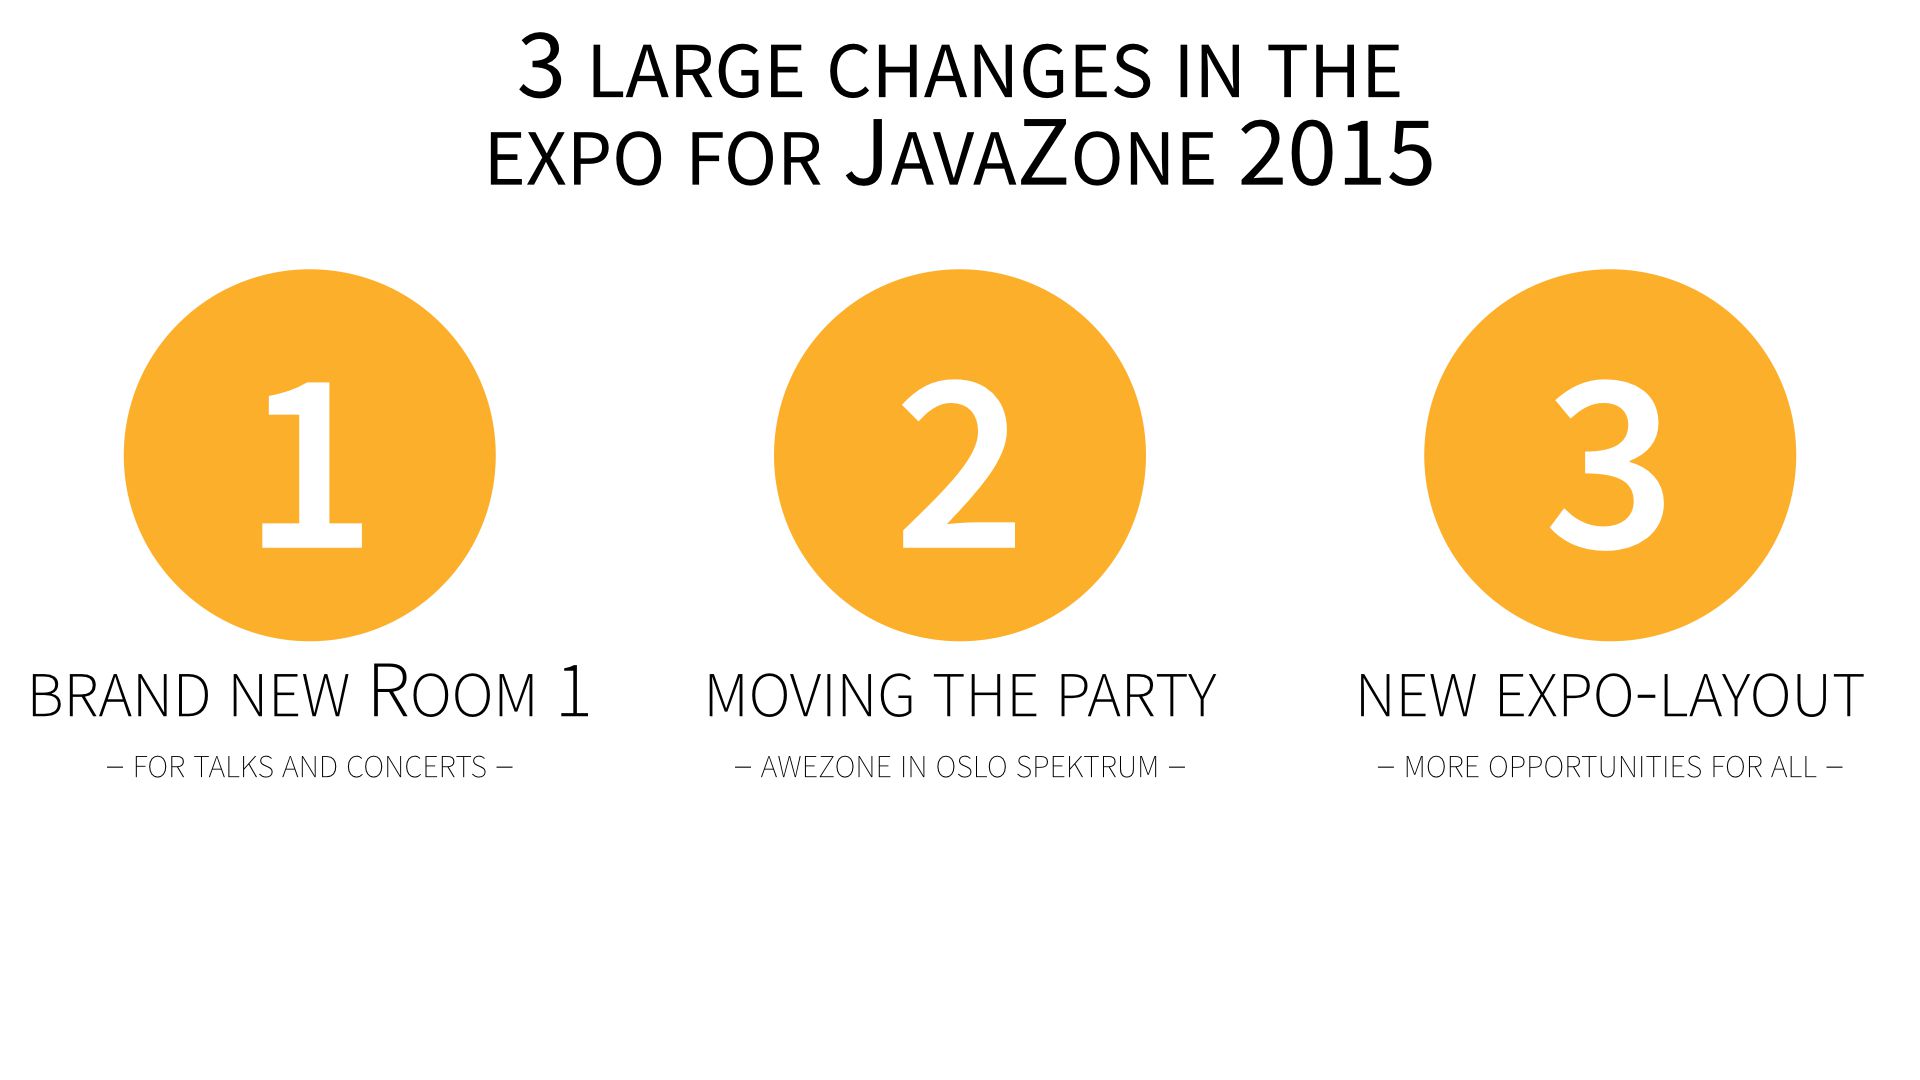 3 large changes in the
expo for JavaZone 2015
1
2
3
brand new Room 1
moving the party
new expo-layout
– for talks and concerts –
– awezone in oslo spektrum –
– more opportunities for all –